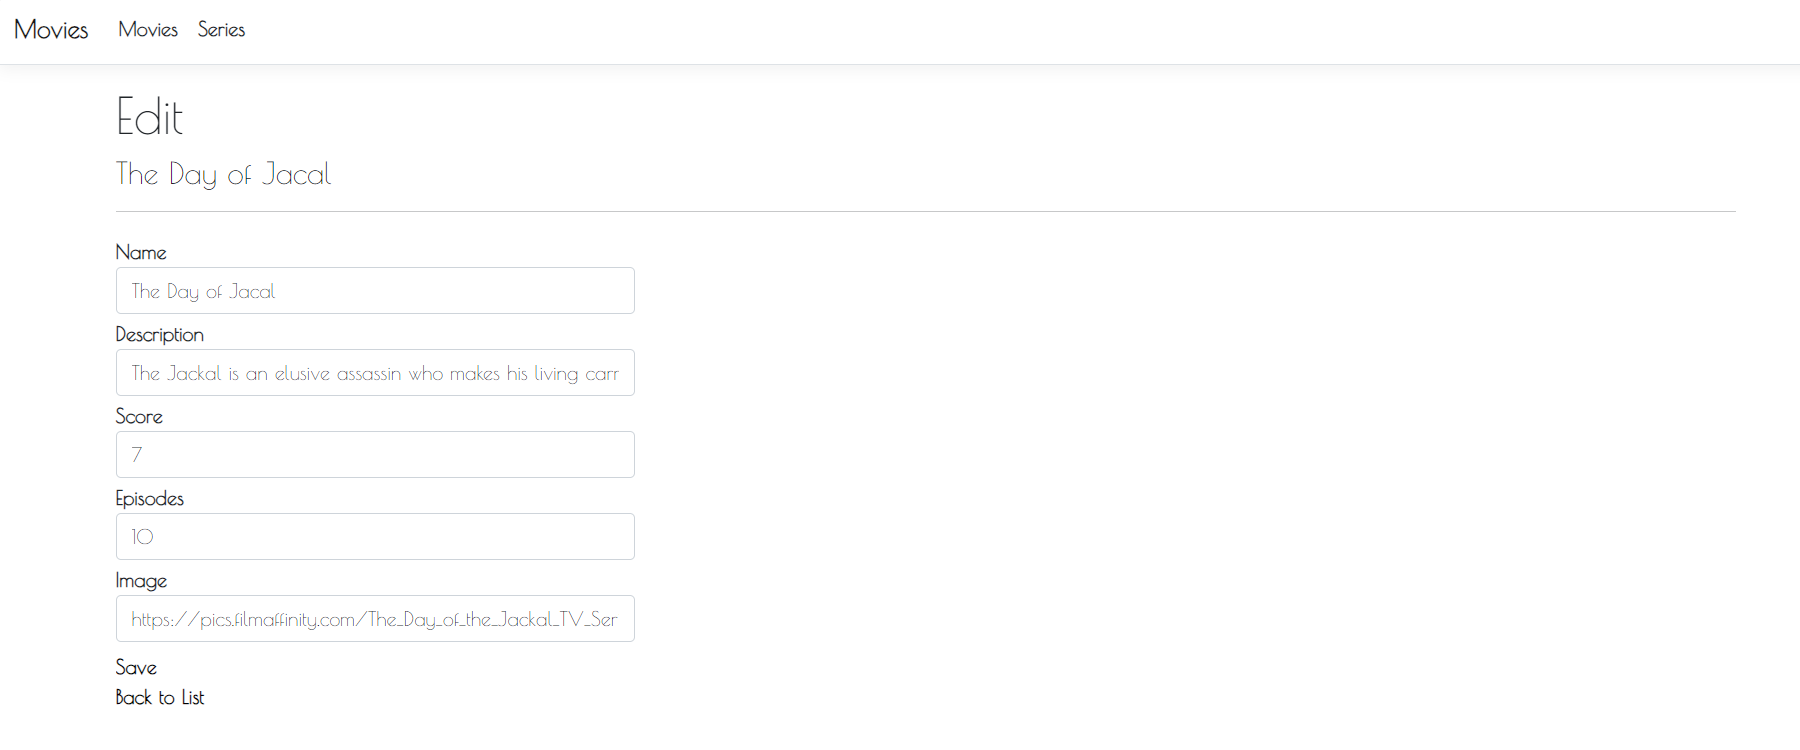 Movies Movies Series
Edit
The Day of Jacal
Name
The Day of Jacal
Description
The Jackal is an elusive assassin who makes his living carr
Score
7
Episodes
10
Image
https://pics.filmaffinity.com/The_Day_of_the_Jackal_TV_Ser
Save
Back to List